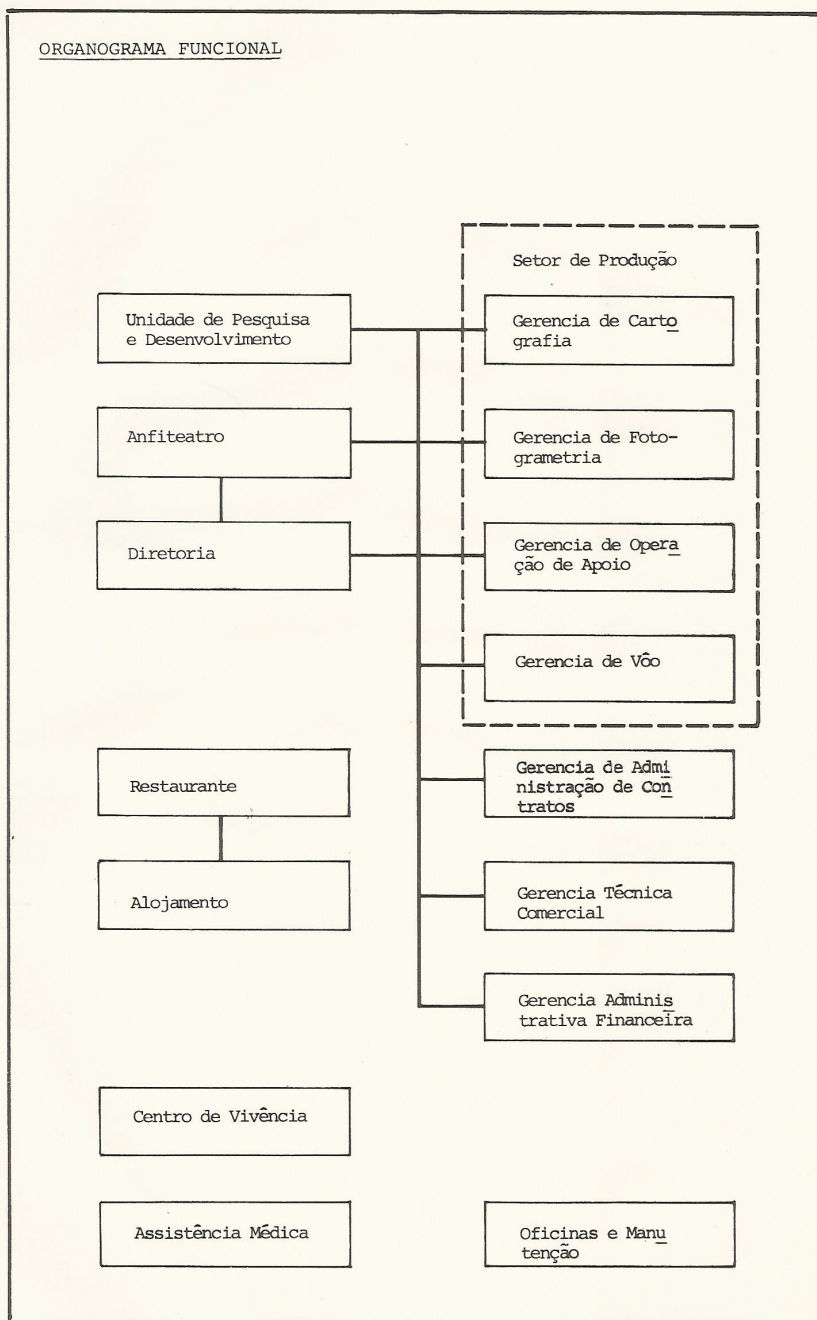 ORGANOGRAMA FUNCIONAL
Setor de Produção
Unidade de Pesquisa
e Desenvolvimento
Gerencia de Carto
grafia
Anfiteatro
Gerencia de Foto-
grametria
Diretoria
Gerencia de Opera
ção de Apoio
Gerencia de Vôo
Restaurante
Gerencia de Admi
nistração de Con
tratos
Alojamento
Gerencia Técnica
Comercial
Gerencia Adminis
trativa Financeira
Centro de Vivência
Assistência Médica
Oficinas e Manu
tenção